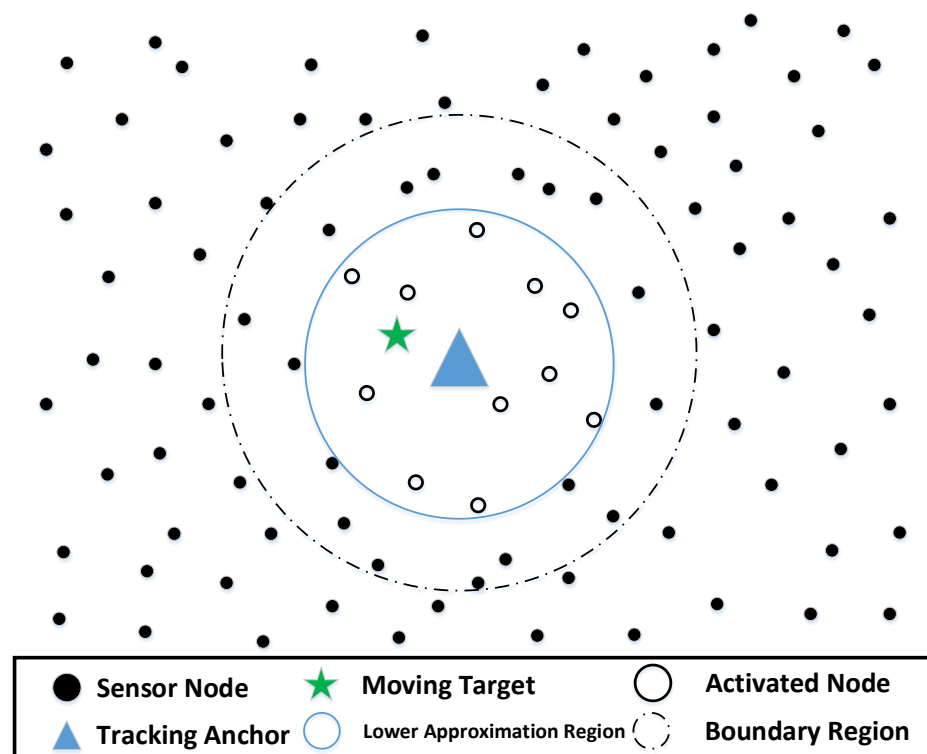 Sensor Node Moving Target Activated Node
Tracking Anchor Lower Approximation Region Boundary Region